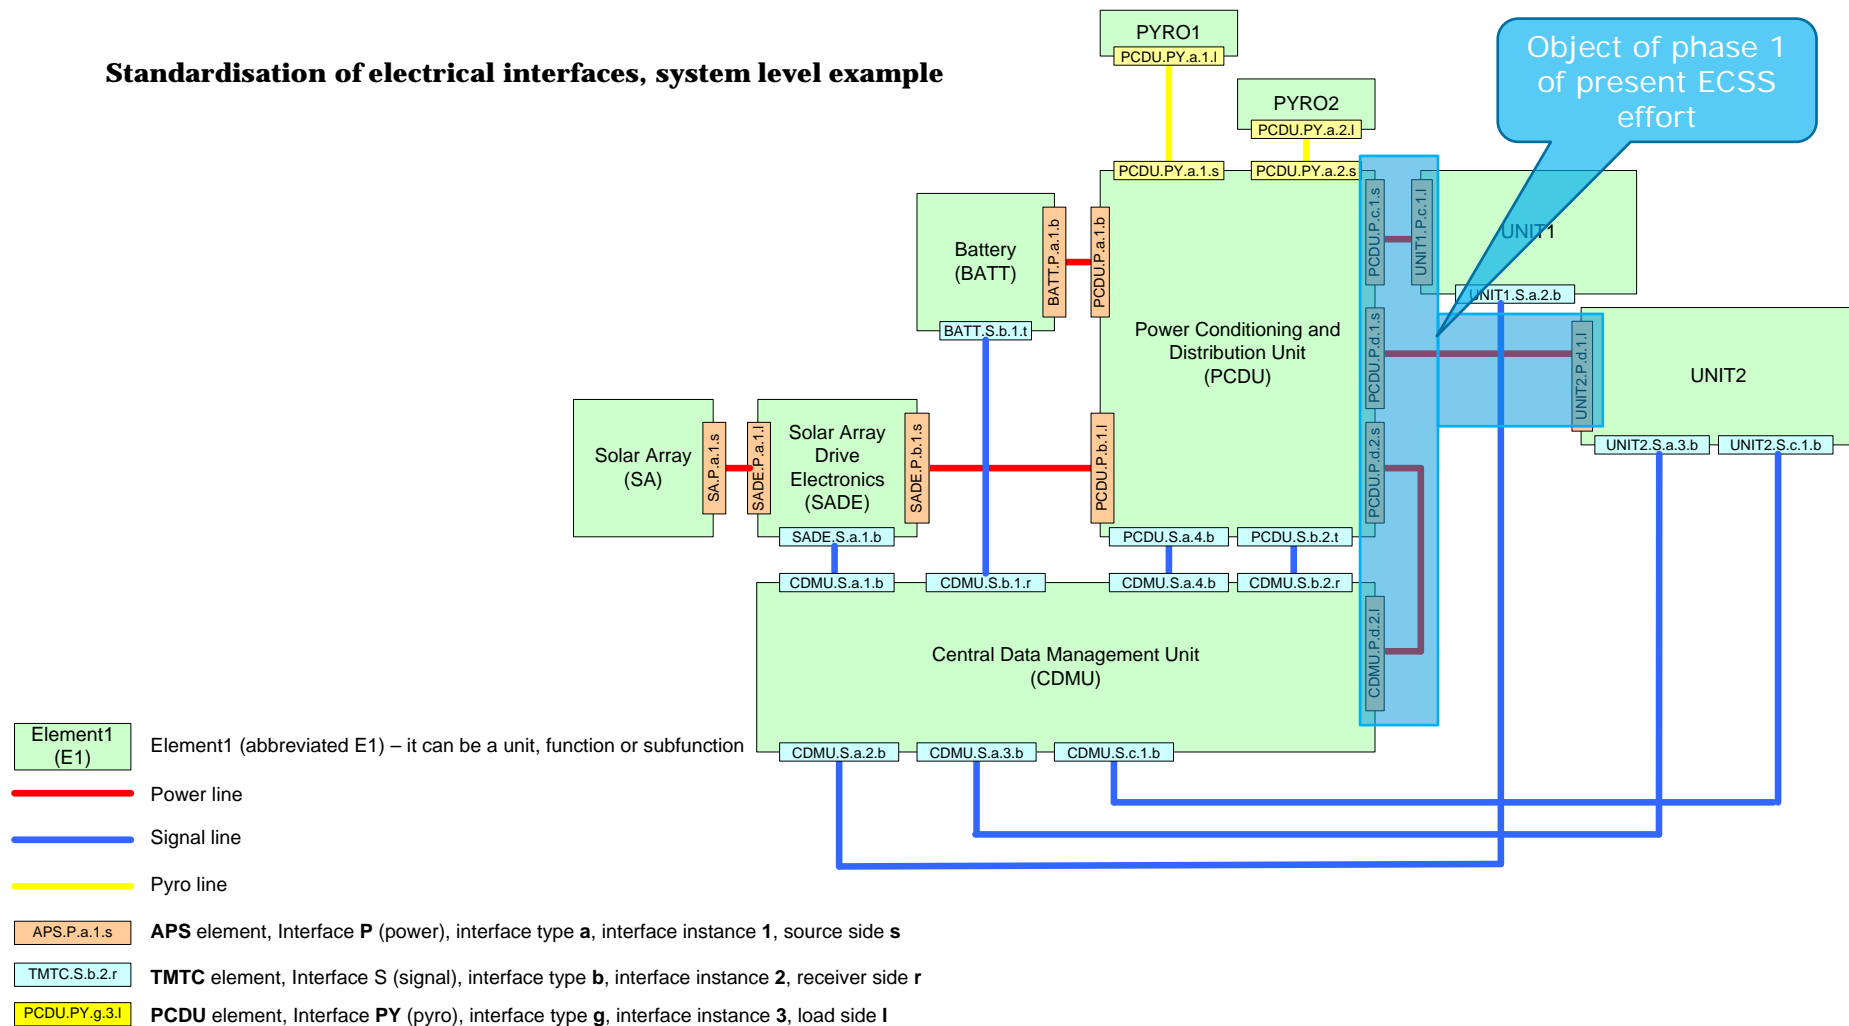 Standardisation of electrical interfaces, system level example
PYRO1
PCDU.PY.a.1.l
PYRO2
PCDU.PY.a.2.l
Object of phase 1
of present ECSS
effort
PCDU.PY.a.1.s
PCDU.PY.a.2.s
Battery
(BATT)
BATT.P.a.1.b
PCDU.P.a.1.b
BATT.S.b.1.t
Power Conditioning and
Distribution Unit
(PCDU)
PCDU.P.c.1.s
UNIT1.P.c.1.l
UNIT1
UNIT1.S.a.2.b
PCDU.P.d.1.s
UNIT2.P.d.1.l
UNIT2
UNIT2.S.a.3.b
UNIT2.S.c.1.b
Solar Array
(SA)
SA.P.a.1.s
SADE.P.a.1.l
Solar Array
Drive
Electronics
(SADE)
SADE.P.b.1.s
PCDU.P.b.1.l
PCDU.P.d.2.s
SADE.S.a.1.b
PCDU.S.a.4.b
PCDU.S.b.2.t
CDMU.S.a.1.b
CDMU.S.b.1.r
CDMU.S.a.4.b
CDMU.S.b.2.r
Central Data Management Unit
(CDMU)
CDMU.P.d.2.l
CDMU.S.a.2.b
CDMU.S.a.3.b
CDMU.S.c.1.b
Element1
(E1)
Element1 (abbreviated E1) – it can be a unit, function or subfunction
Power line
Signal line
Pyro line
APS.P.a.1.s
APS element, Interface P (power), interface type a, interface instance 1, source side s
TMTC.S.b.2.r
TMTC element, Interface S (signal), interface type b, interface instance 2, receiver side r
PCDU.PY.g.3.l
PCDU element, Interface PY (pyro), interface type g, interface instance 3, load side l